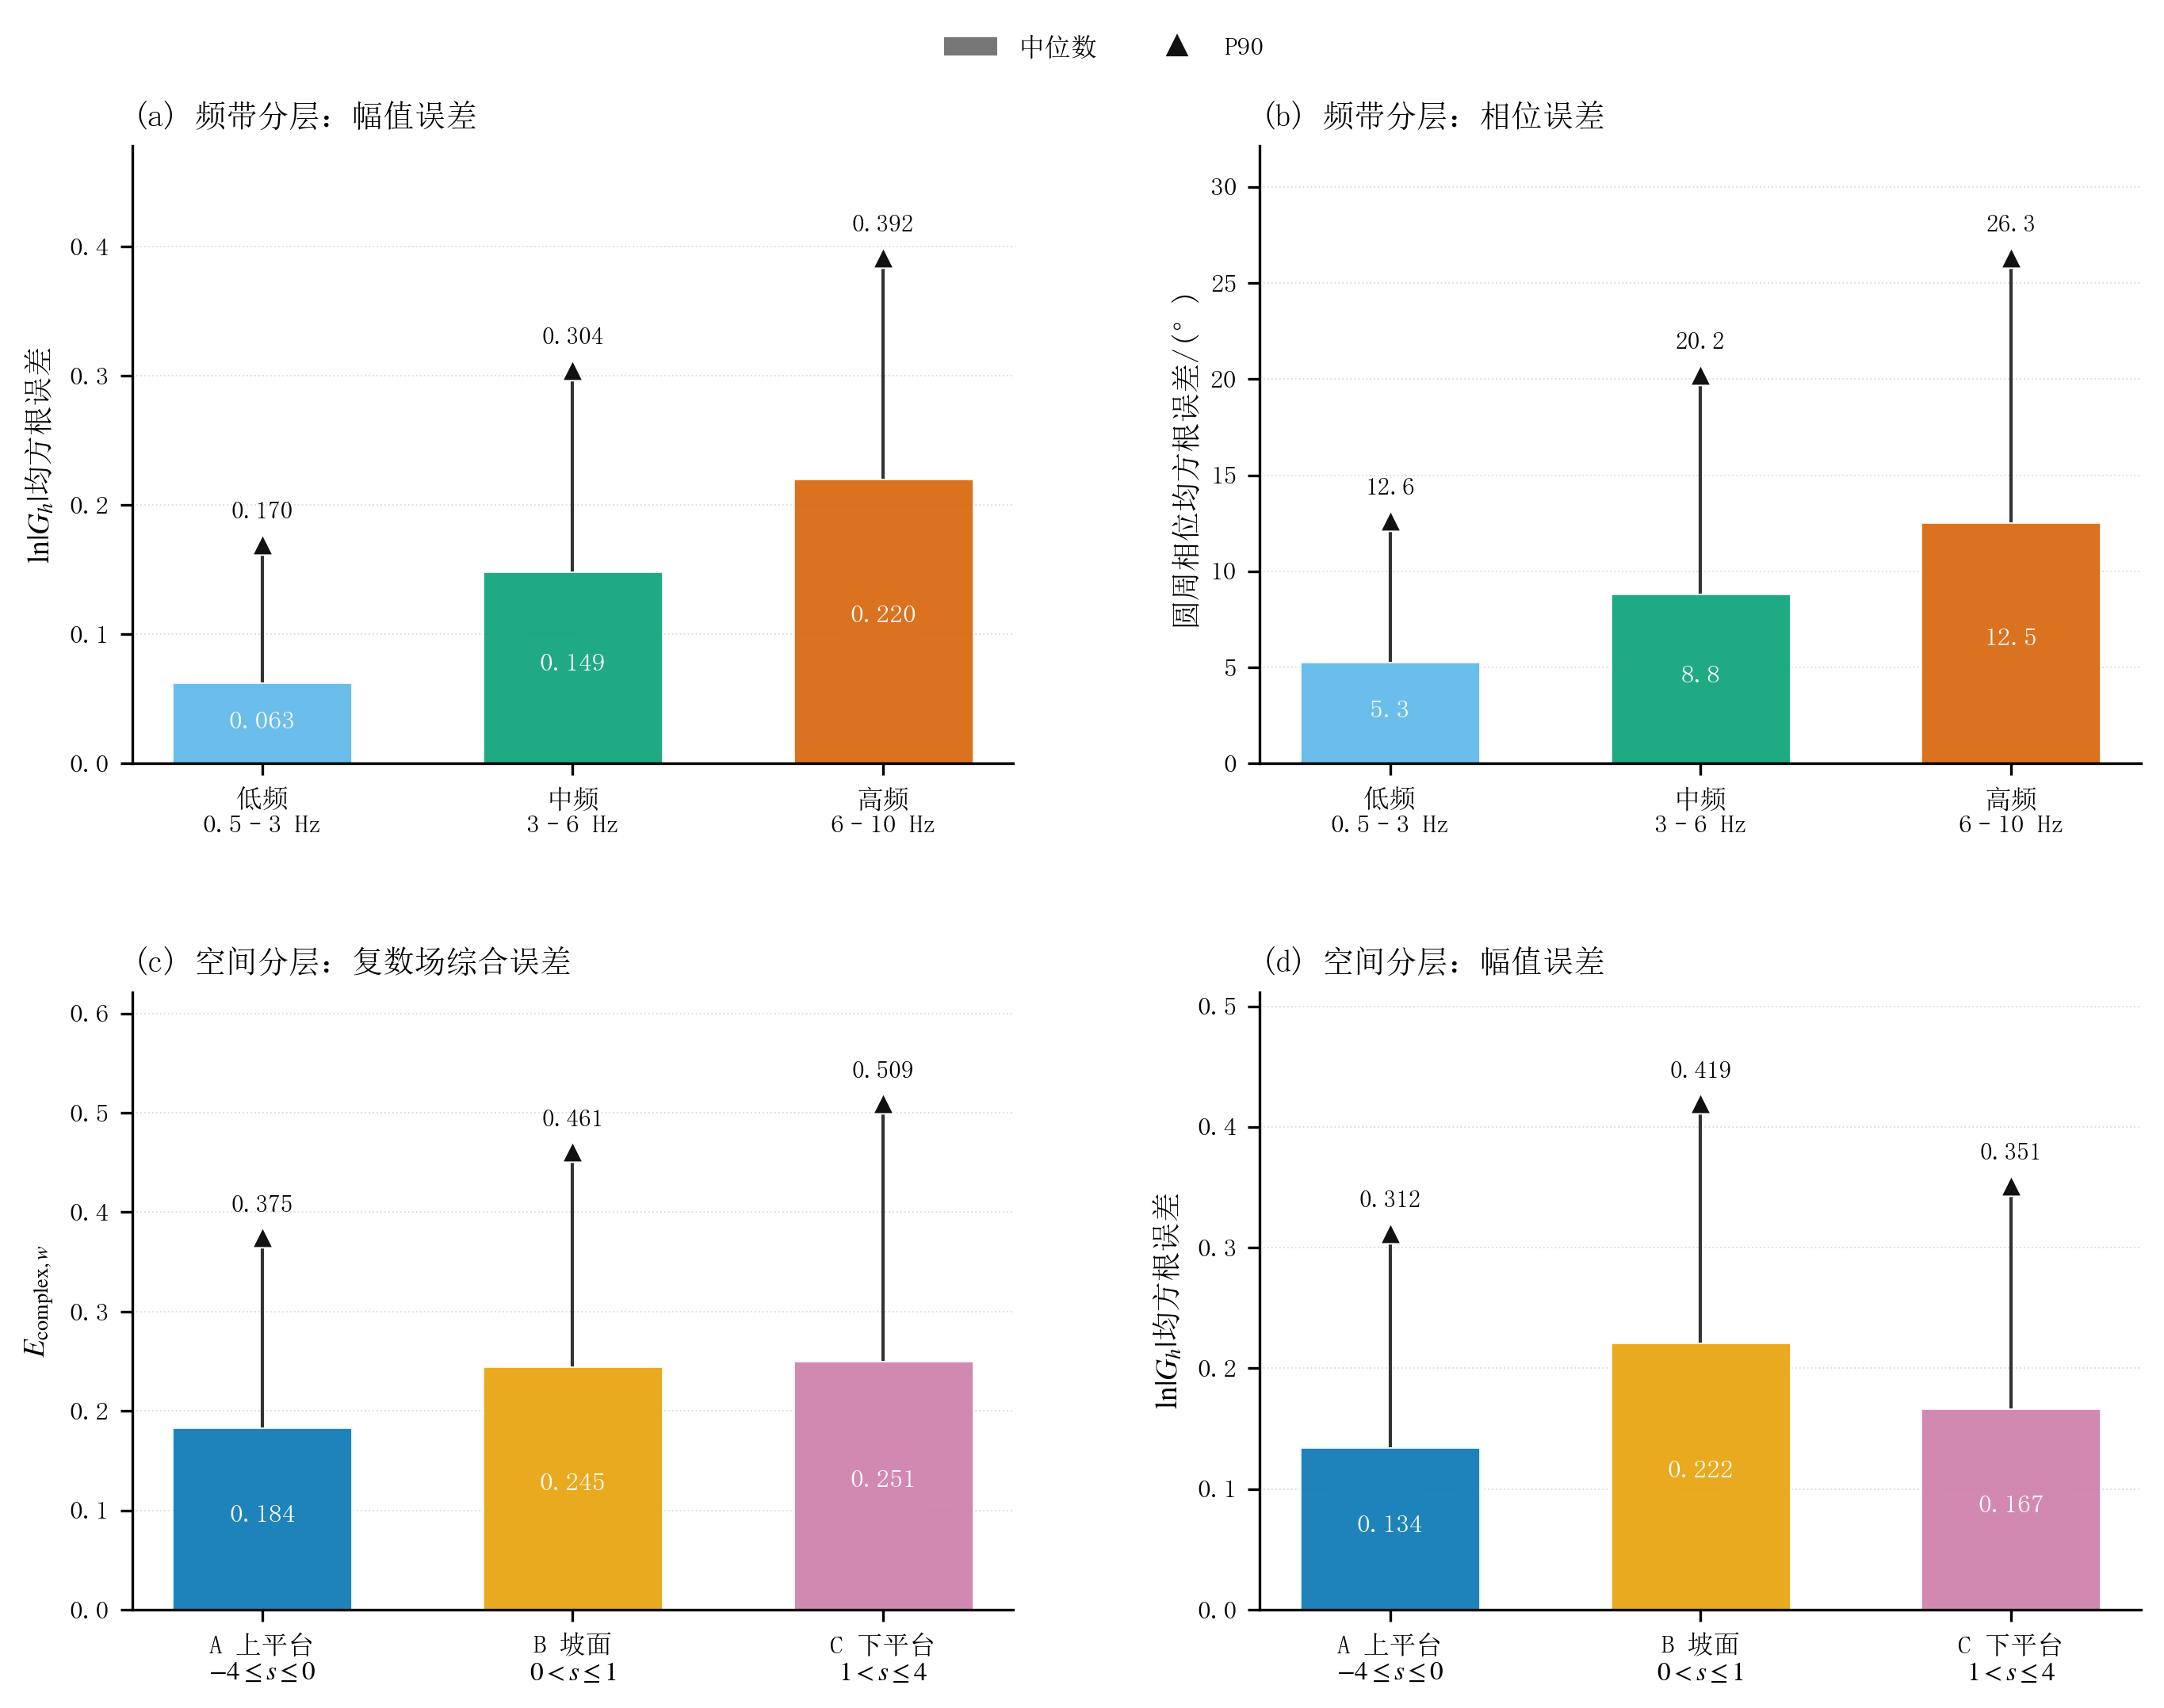 中位数 P90
(a) 频带分层：幅值误差
ln|Gh|均方根误差
0.4
0.3
0.2
0.1
0.0
0.170
0.304
0.392
0.063
0.149
0.220
低频
0.5－3 Hz
中频
3－6 Hz
高频
6－10 Hz
(b) 频带分层：相位误差
圆周相位均方根误差/(°)
30
25
20
15
10
5
0
12.6
20.2
26.3
5.3
8.8
12.5
低频
0.5－3 Hz
中频
3－6 Hz
高频
6－10 Hz
(c) 空间分层：复数场综合误差
Ecomplex,w
0.6
0.5
0.4
0.3
0.2
0.1
0.0
0.375
0.461
0.509
0.184
0.245
0.251
A 上平台
−4≤s≤0
B 坡面
0<s≤1
C 下平台
1<s≤4
(d) 空间分层：幅值误差
ln|Gh|均方根误差
0.5
0.4
0.3
0.2
0.1
0.0
0.312
0.419
0.351
0.134
0.222
0.167
A 上平台
−4≤s≤0
B 坡面
0<s≤1
C 下平台
1<s≤4